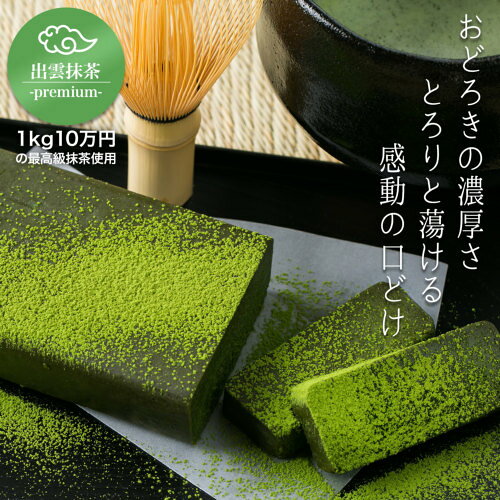 出雲抹茶
-premium-
1kg10万円
の最高級抹茶使用
おどろきの濃厚さ
とろりと蕩ける
感動の口どけ